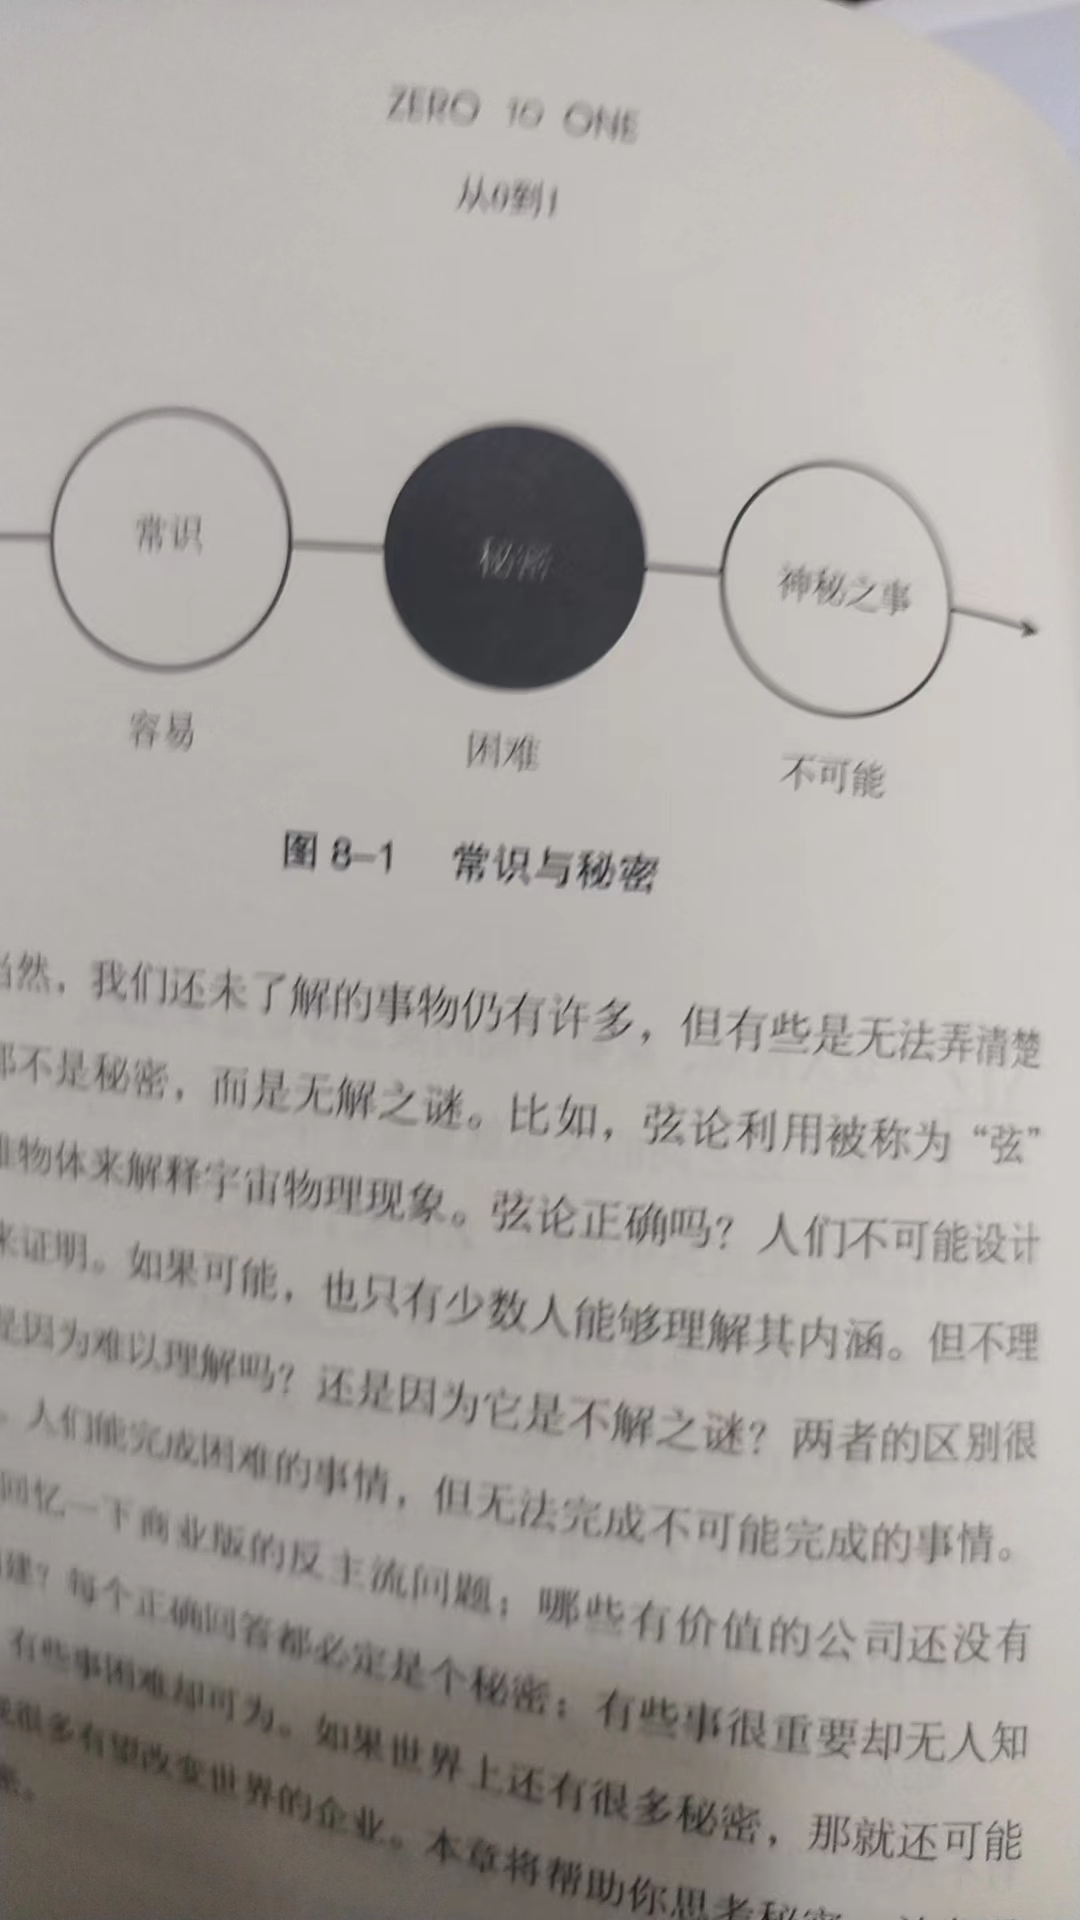 ZERO TO ONE
从0到1
常识
秘密
神秘之事
容易
困难
不可能
图 8-1 常识与秘密
当然，我们还未了解的事物仍有许多，但有些是无法弄清楚
那不是秘密，而是无解之谜。比如，弦论利用被称为“弦”
物体来解释宇宙物理现象。弦论正确吗？人们不可能设计
来证明。如果可能，也只有少数人能够理解其内涵。但不理
是因为难以理解吗？还是因为它是不解之谜？两者的区别很
。人们能完成困难的事情，但无法完成不可能完成的事情。
回忆一下商业版的反主流问题：哪些有价值的公司还没有
建？每个正确回答都必定是个秘密：有些事很重要却无人知
有些事困难却可为。如果世界上还有很多秘密，那就还可能
很多有望改变世界的企业。本章将帮助你思考秘密